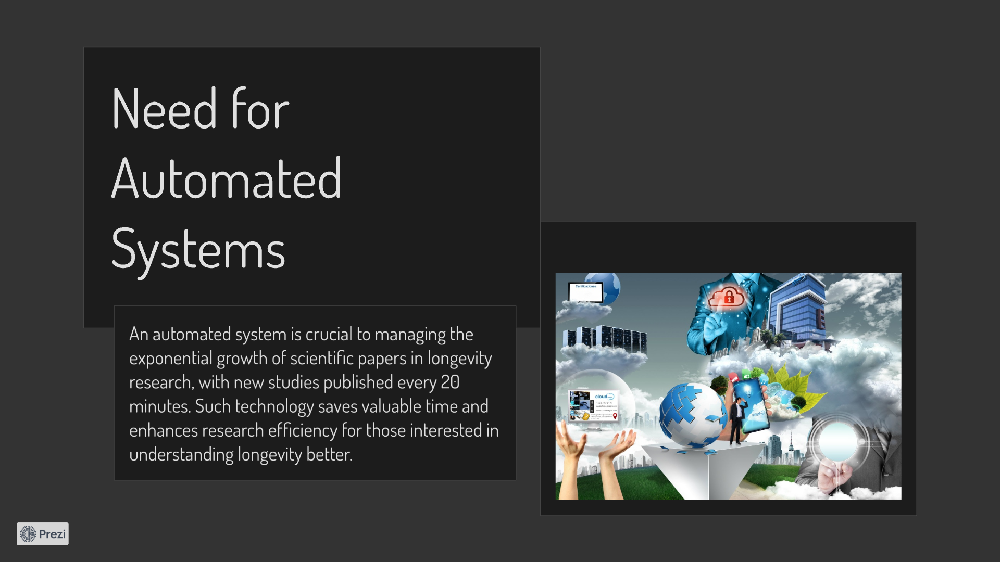 Need for
Automated
Systems
An automated system is crucial to managing the
exponential growth of scientific papers in longevity
research, with new studies published every 20
minutes. Such technology saves valuable time and
enhances research efficiency for those interested in
understanding longevity better.
Certificaciones
cloud
cloud
Prezi